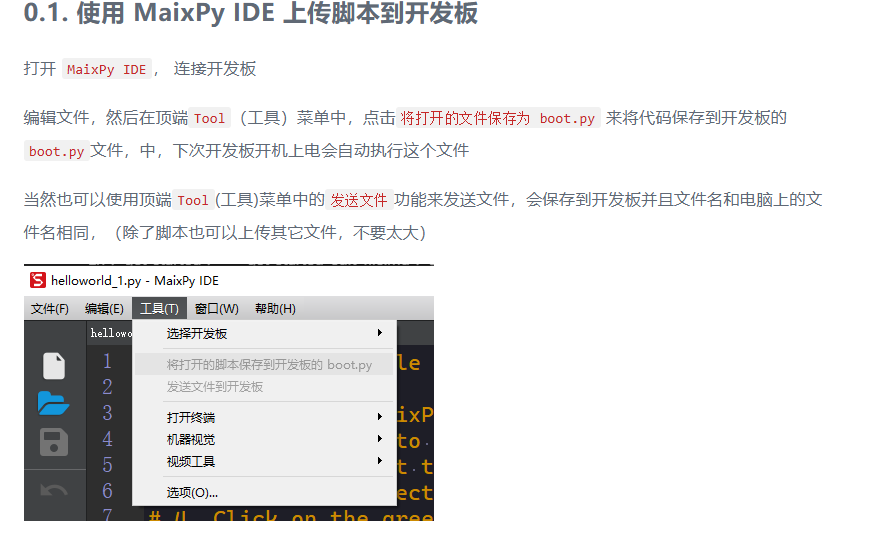 0.1. 使用 MaixPy IDE 上传脚本到开发板
打开 MaixPy IDE， 连接开发板
编辑文件，然后在顶端Tool（工具）菜单中，点击将打开的文件保存为 boot.py 来将代码保存到开发板的
boot.py文件，中，下次开发板开机上电会自动执行这个文件
当然也可以使用顶端Tool(工具)菜单中的发送文件功能来发送文件，会保存到开发板并且文件名和电脑上的文
件名相同，（除了脚本也可以上传其它文件，不要太大）
helloworld_1.py - MaixPy IDE
文件(F) 编辑(E) 工具(T) 窗口(W) 帮助(H)
hellowo
选择开发板
1
将打开的脚本保存到开发板的 boot.py
le
2
发送文件到开发板
3
打开终端
ixP
4
机器视觉
to
5
视频工具
t t
6
选项(O)...
ect
7
Click on the gree